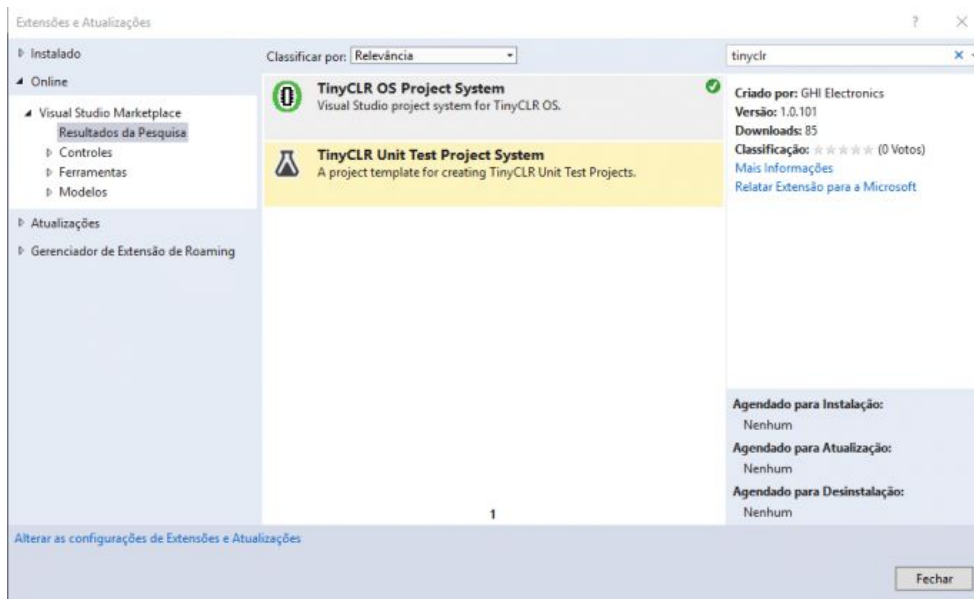 Extensões e Atualizações
?
Instalado
Online
Visual Studio Marketplace
Resultados da Pesquisa
Controles
Ferramentas
Modelos
Atualizações
Gerenciador de Extensão de Roaming
Classificar por: Relevância
TinyCLR OS Project System
Visual Studio project system for TinyCLR OS.
TinyCLR Unit Test Project System
A project template for creating TinyCLR Unit Test Projects.
1
tinyclr
Criado por: GHI Electronics
Versão: 1.0.101
Downloads: 85
Classificação: (0 Votos)
Mais Informações
Relatar Extensão para a Microsoft
Agendado para Instalação:
Nenhum
Agendado para Atualização:
Nenhum
Agendado para Desinstalação:
Nenhum
Alterar as configurações de Extensões e Atualizações
Fechar